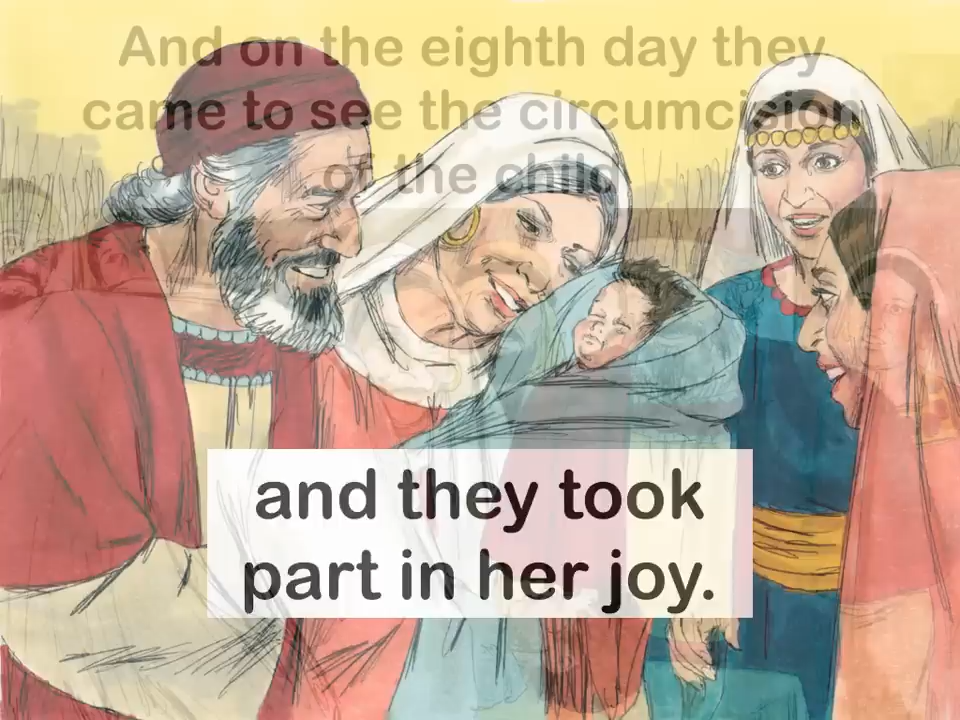 And on the eighth day they
came to see the circumcision
of the child
and they took
part in her joy.